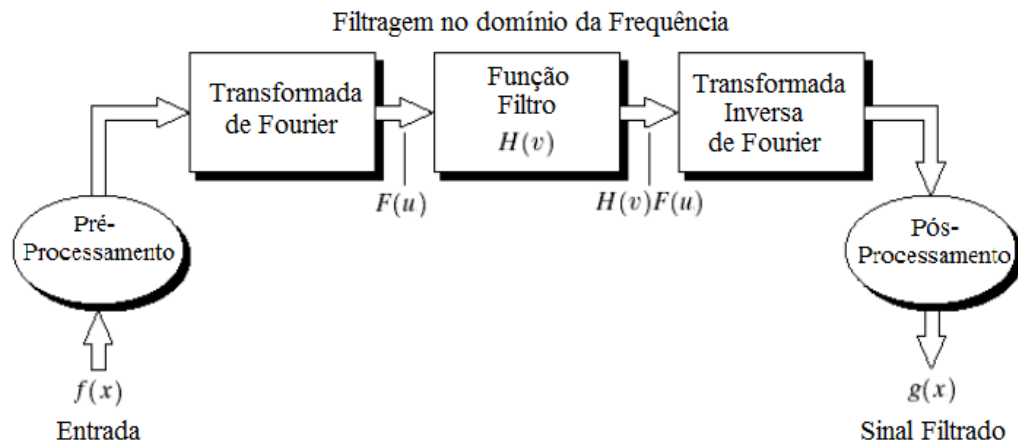 Filtragem no domínio da Frequência
Transformada
de Fourier
Função
Filtro
H(v)
Transformada
Inversa
de Fourier
F(u)
H(v)F(u)
Pré-
Processamento
Pós-
Processamento
f(x)
Entrada
g(x)
Sinal Filtrado